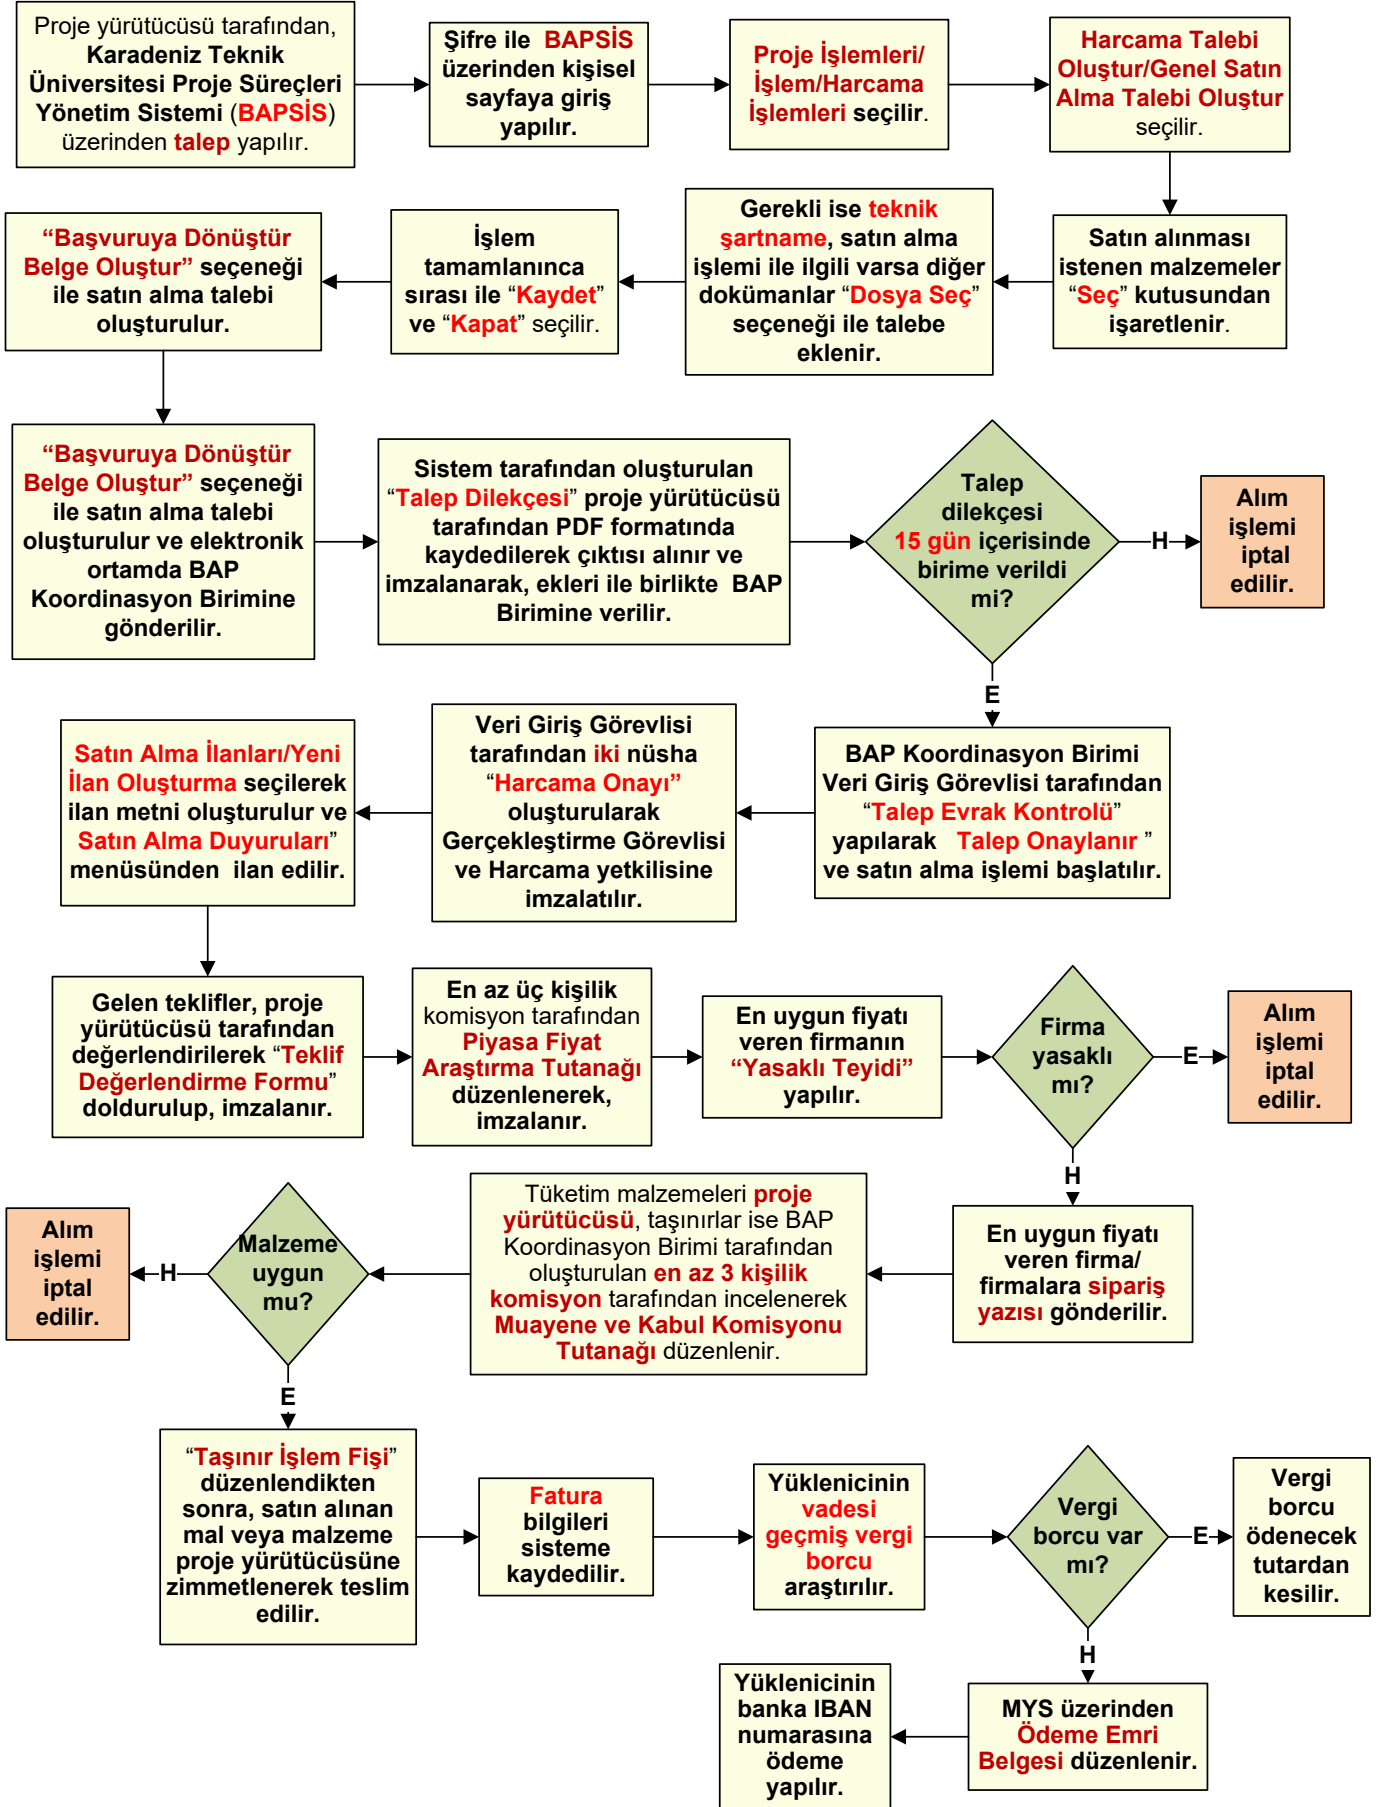 Proje yürütücüsü tarafından,
Karadeniz Teknik
Üniversitesi Proje Süreçleri
Yönetim Sistemi (BAPSİS)
üzerinden talep yapılır.
Şifre ile BAPSİS
üzerinden kişisel
sayfaya giriş
yapılır.
Proje İşlemleri/
İşlem/Harcama
İşlemleri seçilir.
Harcama Talebi
Oluştur/Genel Satın
Alma Talebi Oluştur
seçilir.
Satın alınması
istenen malzemeler
“Seç” kutusundan
işaretlenir.
Gerekli ise teknik
şartname, satın alma
işlemi ile ilgili varsa diğer
dokümanlar “Dosya Seç”
seçeneği ile talebe
eklenir.
İşlem
tamamlanınca
sırası ile “Kaydet”
ve “Kapat” seçilir.
“Başvuruya Dönüştür
Belge Oluştur” seçeneği
ile satın alma talebi
oluşturulur.
“Başvuruya Dönüştür
Belge Oluştur” seçeneği
ile satın alma talebi
oluşturulur ve elektronik
ortamda BAP
Koordinasyon Birimine
gönderilir.
Sistem tarafından oluşturulan
“Talep Dilekçesi” proje yürütücüsü
tarafından PDF formatında
kaydedilerek çıktısı alınır ve
imzalanarak, ekleri ile birlikte BAP
Birimine verilir.
Talep
dilekçesi
15 gün içerisinde
birime verildi
mi?
H
Alım
işlemi
iptal
edilir.
E
BAP Koordinasyon Birimi
Veri Giriş Görevlisi tarafından
“Talep Evrak Kontrolü”
yapılarak Talep Onaylanır ”
ve satın alma işlemi başlatılır.
Veri Giriş Görevlisi
tarafından iki nüsha
“Harcama Onayı”
oluşturularak
Gerçekleştirme Görevlisi
ve Harcama yetkilisine
imzalatılır.
Satın Alma İlanları/Yeni
İlan Oluşturma seçilerek
ilan metni oluşturulur ve
Satın Alma Duyuruları”
menüsünden ilan edilir.
Gelen teklifler, proje
yürütücüsü tarafından
değerlendirilerek “Teklif
Değerlendirme Formu”
doldurulup, imzalanır.
En az üç kişilik
komisyon tarafından
Piyasa Fiyat
Araştırma Tutanağı
düzenlenerek,
imzalanır.
En uygun fiyatı
veren firmanın
“Yasaklı Teyidi”
yapılır.
Firma
yasaklı
mı?
E
Alım
işlemi
iptal
edilir.
H
En uygun fiyatı
veren firma/
firmalara sipariş
yazısı gönderilir.
Tüketim malzemeleri proje
yürütücüsü, taşınırlar ise BAP
Koordinasyon Birimi tarafından
oluşturulan en az 3 kişilik
komisyon tarafından incelenerek
Muayene ve Kabul Komisyonu
Tutanağı düzenlenir.
Malzeme
uygun
mu?
H
Alım
işlemi
iptal
edilir.
E
“Taşınır İşlem Fişi”
düzenlendikten
sonra, satın alınan
mal veya malzeme
proje yürütücüsüne
zimmetlenerek teslim
edilir.
Fatura
bilgileri
sisteme
kaydedilir.
Yüklenicinin
vadesi
geçmiş vergi
borcu
araştırılır.
Vergi
borcu var
mı?
E
Vergi
borcu
ödenecek
tutardan
kesilir.
H
MYS üzerinden
Ödeme Emri
Belgesi düzenlenir.
Yüklenicinin
banka IBAN
numarasına
ödeme
yapılır.